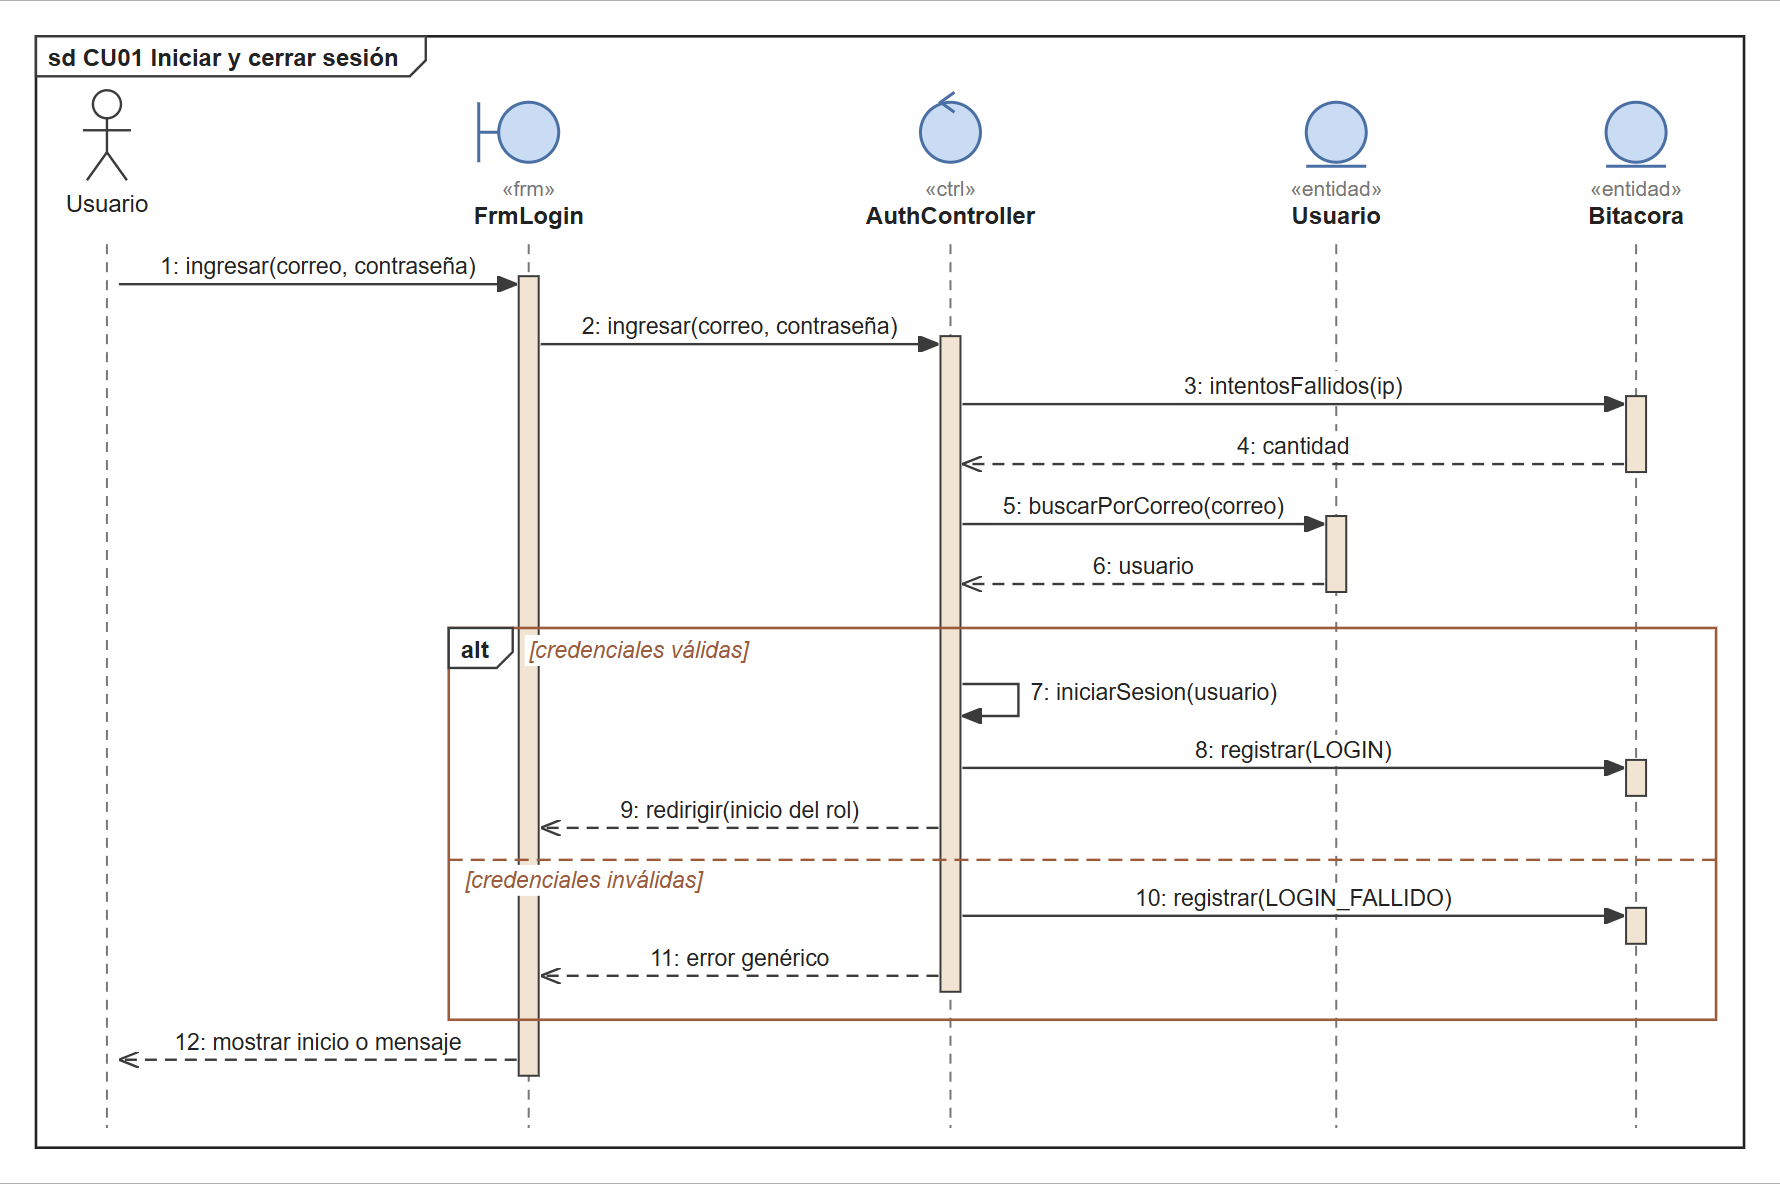 sd CU01 Iniciar y cerrar sesión
Usuario
«frm»
FrmLogin
«ctrl»
AuthController
«entidad»
Usuario
«entidad»
Bitacora
1: ingresar(correo, contraseña)
2: ingresar(correo, contraseña)
3: intentosFallidos(ip)
4: cantidad
5: buscarPorCorreo(correo)
6: usuario
alt
[credenciales válidas]
7: iniciarSesion(usuario)
8: registrar(LOGIN)
9: redirigir(inicio del rol)
[credenciales inválidas]
10: registrar(LOGIN_FALLIDO)
11: error genérico
12: mostrar inicio o mensaje